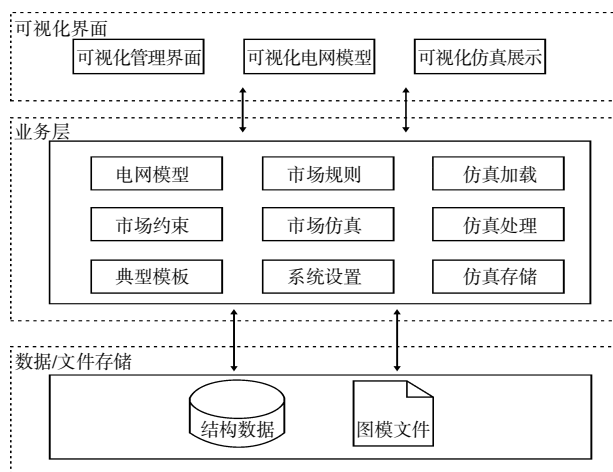 可视化界面
可视化管理界面 可视化电网模型 可视化仿真展示
业务层
电网模型 市场规则 仿真加载
市场约束 市场仿真 仿真处理
典型模板 系统设置 仿真存储
数据/文件存储
结构数据 图模文件